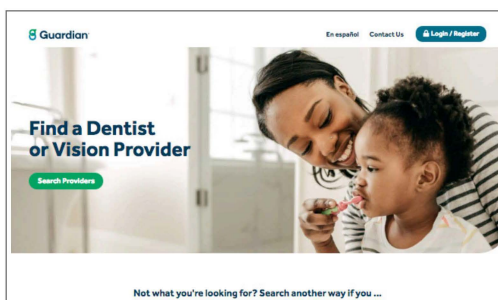 Guardian
En español Contact Us Login / Register
Find a Dentist
or Vision Provider
Search Providers
Not what you're looking for? Search another way if you ...